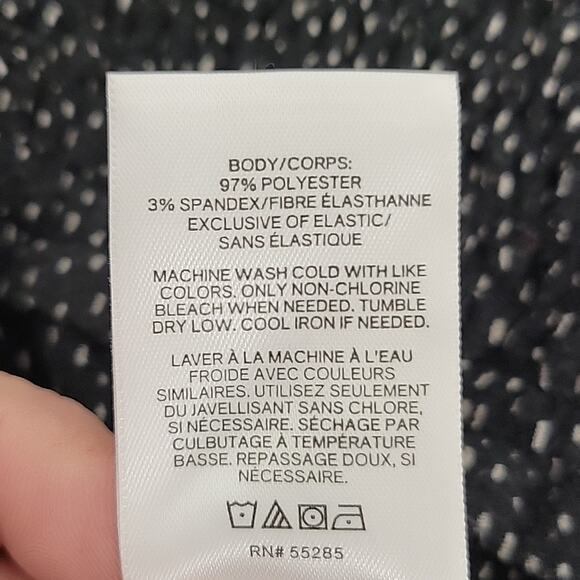 BODY/CORPS:
97% POLYESTER
3% SPANDEX/FIBRE ÉLASTHANNE
EXCLUSIVE OF ELASTIC/
SANS ÉLASTIQUE
MACHINE WASH COLD WITH LIKE
COLORS. ONLY NON-CHLORINE
BLEACH WHEN NEEDED. TUMBLE
DRY LOW. COOL IRON IF NEEDED.
LAVER À LA MACHINE À L'EAU
FROIDE AVEC COULEURS
SIMILAIRES. UTILISEZ SEULEMENT
DU JAVELLISANT SANS CHLORE,
SI NÉCESSAIRE. SÉCHAGE PAR
CULBUTAGE À TEMPÉRATURE
BASSE. REPASSAGE DOUX, SI
NÉCESSAIRE.
RN# 55285